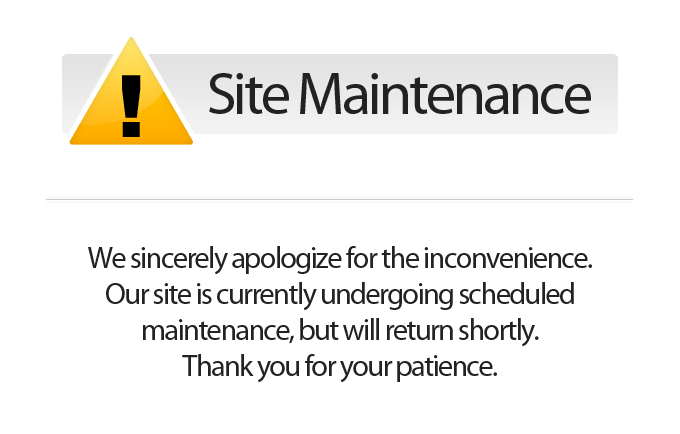 !
Site Maintenance
We sincerely apologize for the inconvenience.
Our site is currently undergoing scheduled
maintenance, but will return shortly.
Thank you for your patience.